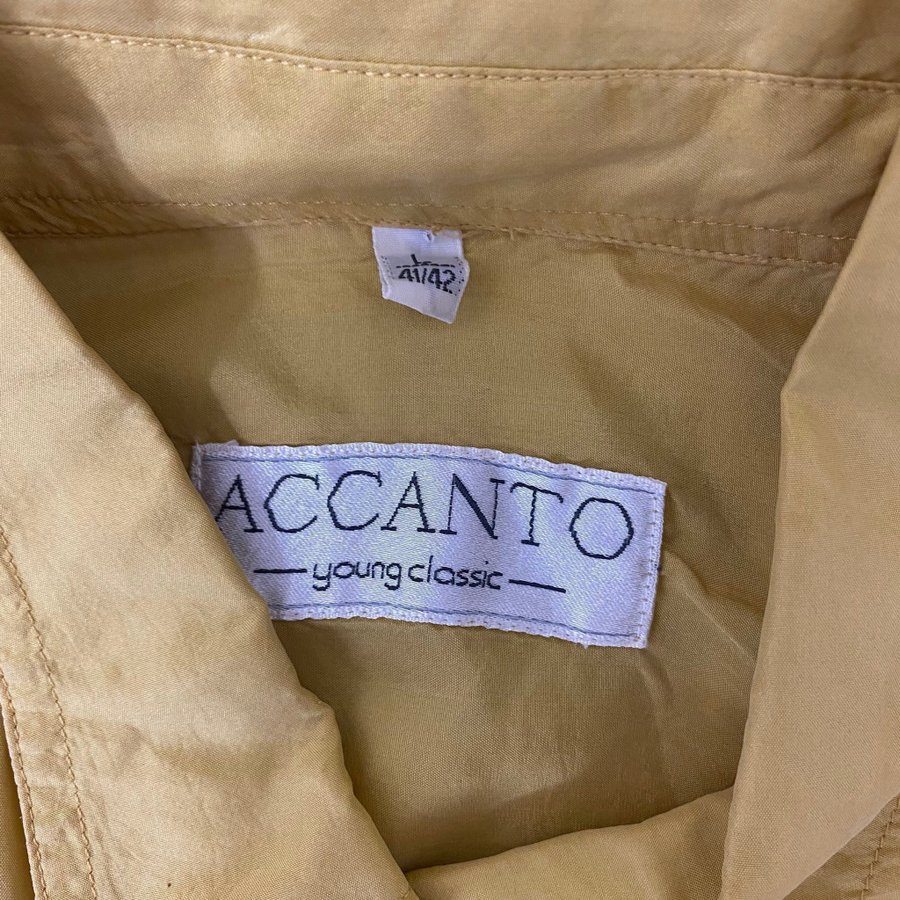 L
41/42
ACCANTO
young classic